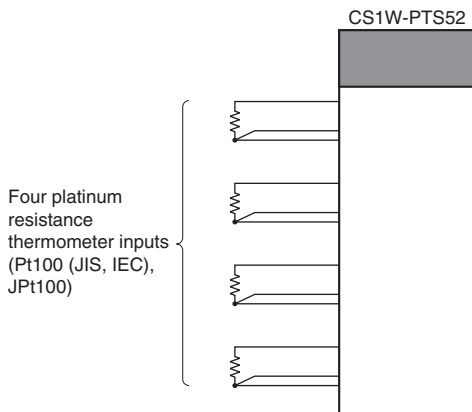 CS1W-PTS52
Four platinum
resistance
thermometer inputs
(Pt100 (JIS, IEC),
JPt100)